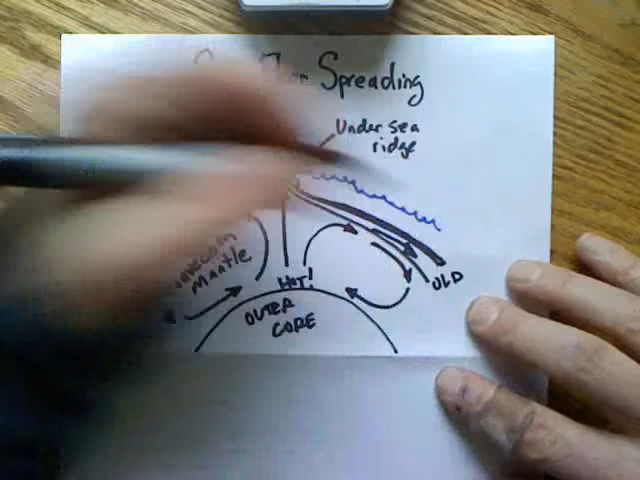 Spreading
Under sea
ridge
Mantle
HOT!
OLD
OUTER
CORE